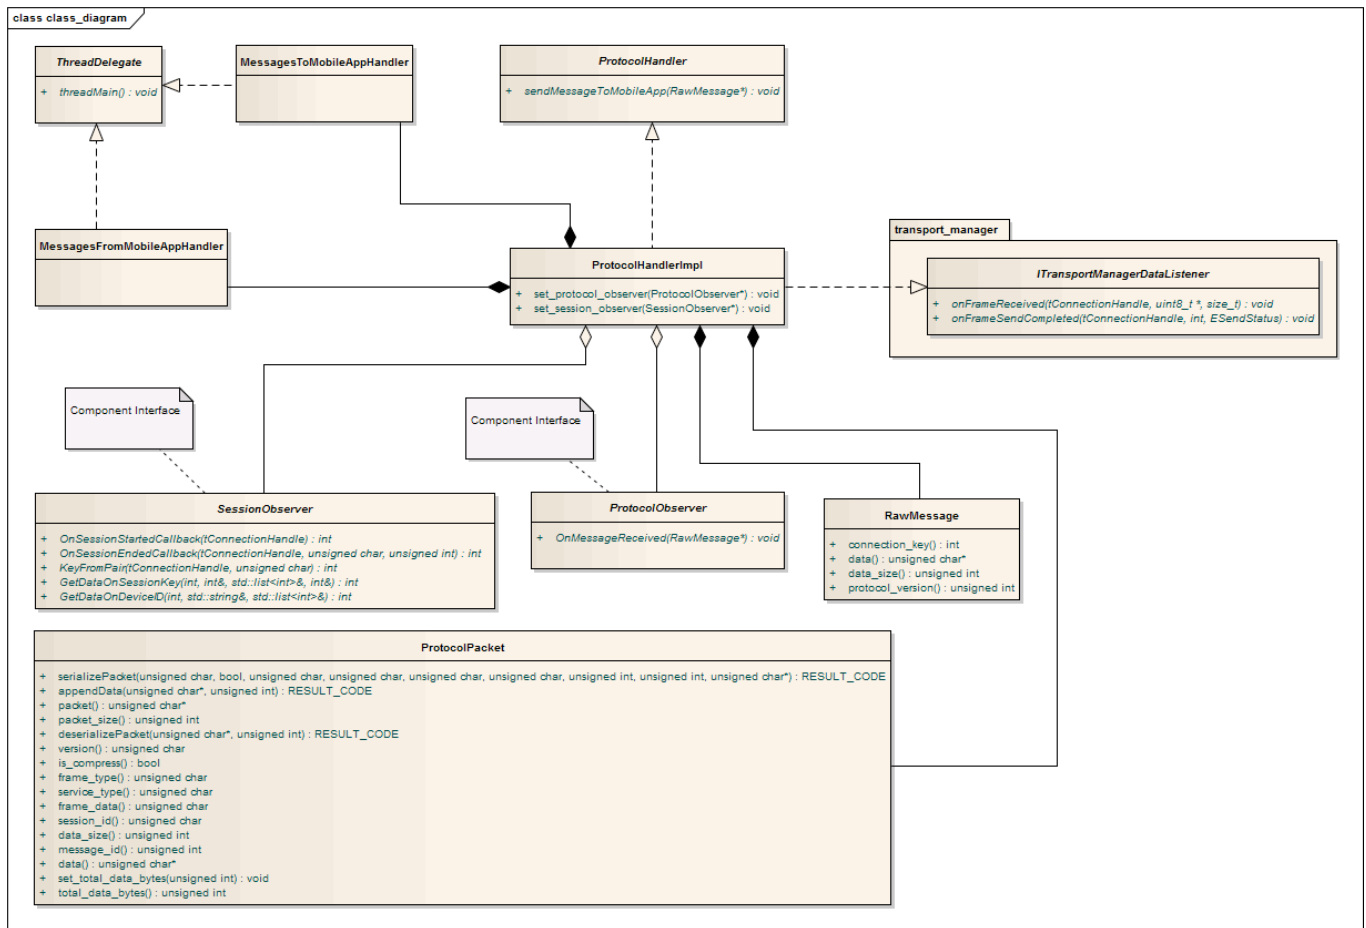 class class_diagram
ThreadDelegate
+ threadMain() : void
MessagesToMobileAppHandler
ProtocolHandler
+ sendMessageToMobileApp(RawMessage*) : void
MessagesFromMobileAppHandler
ProtocolHandlerImpl
+ set_protocol_observer(ProtocolObserver*) : void
+ set_session_observer(SessionObserver*) : void
transport_manager
ITransportManagerDataListener
+ onFrameReceived(tConnectionHandle, uint8_t *, size_t) : void
+ onFrameSendCompleted(tConnectionHandle, int, ESendStatus) : void
Component Interface
Component Interface
SessionObserver
+ OnSessionStartedCallback(tConnectionHandle) : int
+ OnSessionEndedCallback(tConnectionHandle, unsigned char, unsigned int) : int
+ KeyFromPair(tConnectionHandle, unsigned char) : int
+ GetDataOnSessionKey(int, int&, std::list<int>&, int&) : int
+ GetDataOnDeviceID(int, std::string&, std::list<int>&) : int
ProtocolObserver
+ OnMessageReceived(RawMessage*) : void
RawMessage
+ connection_key() : int
+ data() : unsigned char*
+ data_size() : unsigned int
+ protocol_version() : unsigned int
ProtocolPacket
+ serializePacket(unsigned char, bool, unsigned char, unsigned char, unsigned char, unsigned char, unsigned int, unsigned int, unsigned char*) : RESULT_CODE
+ appendData(unsigned char*, unsigned int) : RESULT_CODE
+ packet() : unsigned char*
+ packet_size() : unsigned int
+ deserializePacket(unsigned char*, unsigned int) : RESULT_CODE
+ version() : unsigned char
+ is_compress() : bool
+ frame_type() : unsigned char
+ service_type() : unsigned char
+ frame_data() : unsigned char
+ session_id() : unsigned char
+ data_size() : unsigned int
+ message_id() : unsigned int
+ data() : unsigned char*
+ set_total_data_bytes(unsigned int) : void
+ total_data_bytes() : unsigned int